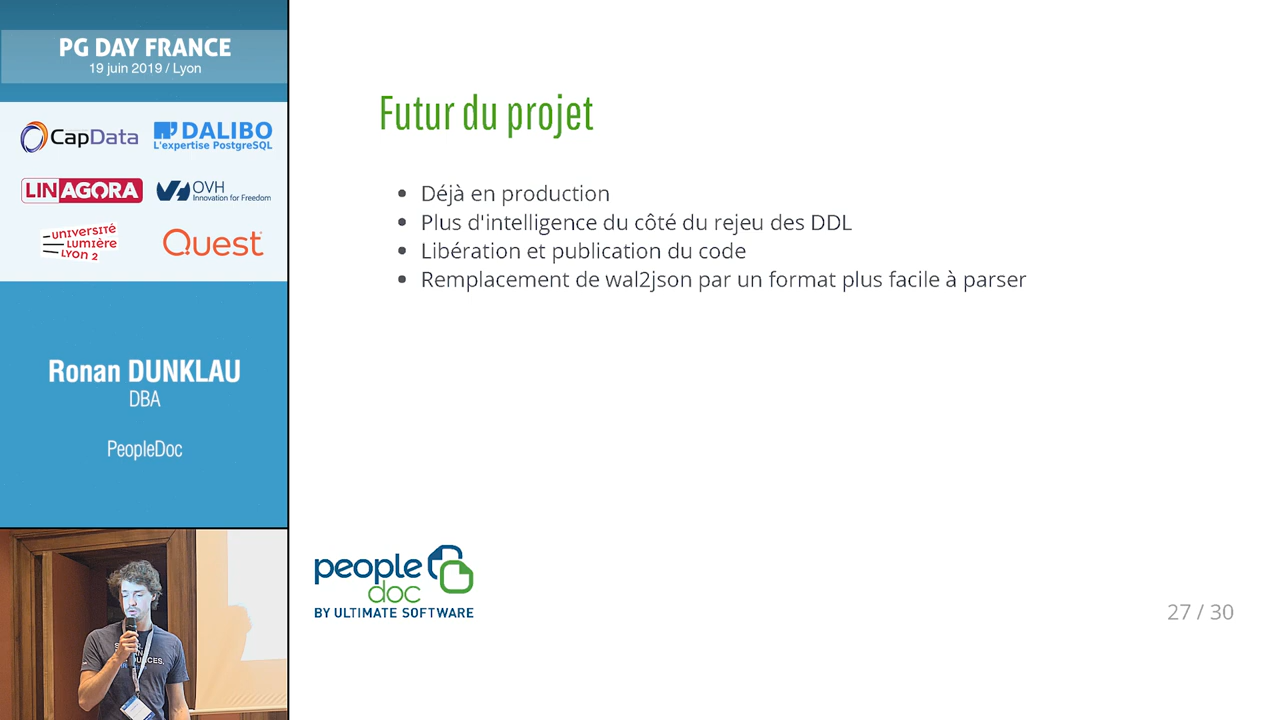 PG DAY FRANCE
19 juin 2019 / Lyon
CapData
DALIBO
L'expertise PostgreSQL
LINAGORA
OVH
Innovation for Freedom
UNIVERSITÉ
LUMIÈRE
LYON 2
Quest
Ronan DUNKLAU
DBA
PeopleDoc
Futur du projet
Déjà en production
Plus d'intelligence du côté du rejeu des DDL
Libération et publication du code
Remplacement de wal2json par un format plus facile à parser
people
doc
BY ULTIMATE SOFTWARE
27 / 30